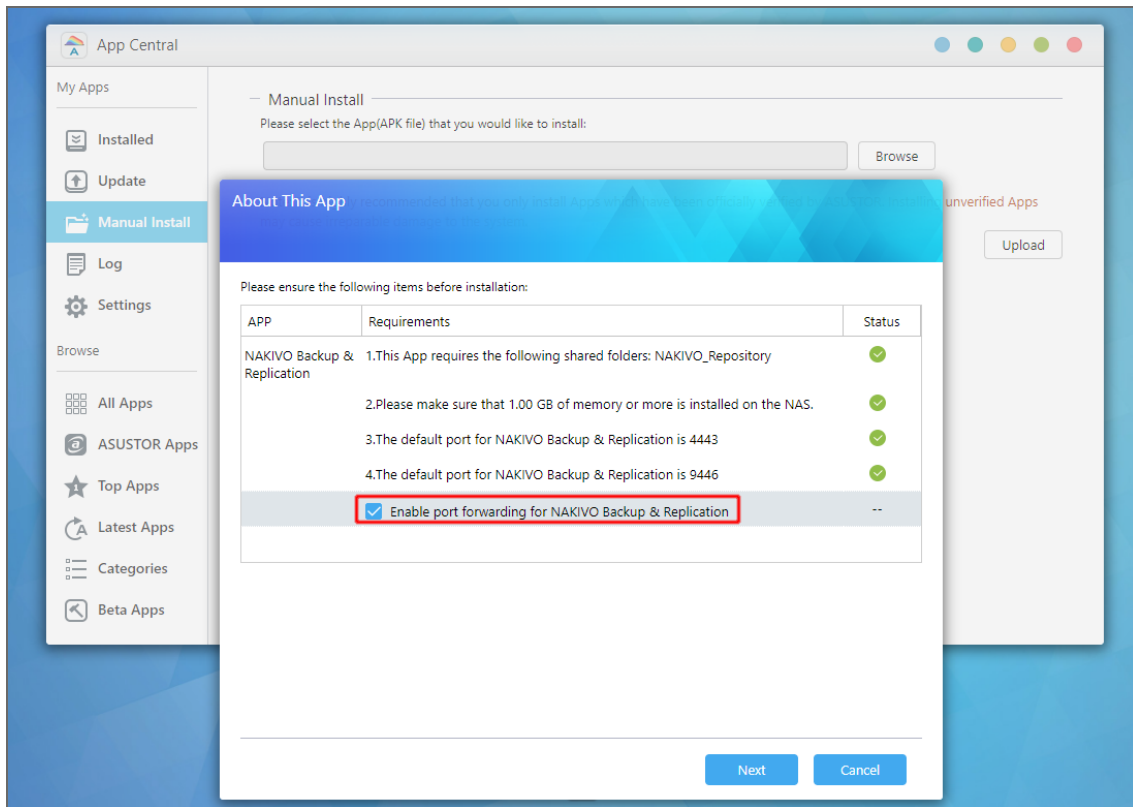 App Central
My Apps
Installed
Update
Manual Install
Log
Settings
Browse
All Apps
ASUSTOR Apps
Top Apps
Latest Apps
Categories
Beta Apps
Manual Install
Please select the App(APK file) that you would like to install:
Browse
unverified Apps
Upload
About This App
Please ensure the following items before installation:
APP Requirements Status
NAKIVO Backup & 1.This App requires the following shared folders: NAKIVO_Repository
Replication
2.Please make sure that 1.00 GB of memory or more is installed on the NAS.
3.The default port for NAKIVO Backup & Replication is 4443
4.The default port for NAKIVO Backup & Replication is 9446
Enable port forwarding for NAKIVO Backup & Replication --
Next Cancel